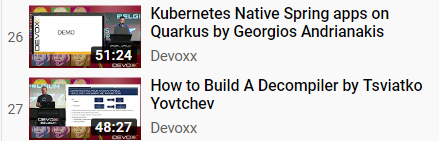 26
DEMO
51:24
DEVOXX
Kubernetes Native Spring apps on
Quarkus by Georgios Andrianakis
Devoxx
27
48:27
How to Build A Decompiler by Tsviatko
Yovtchev
Devoxx